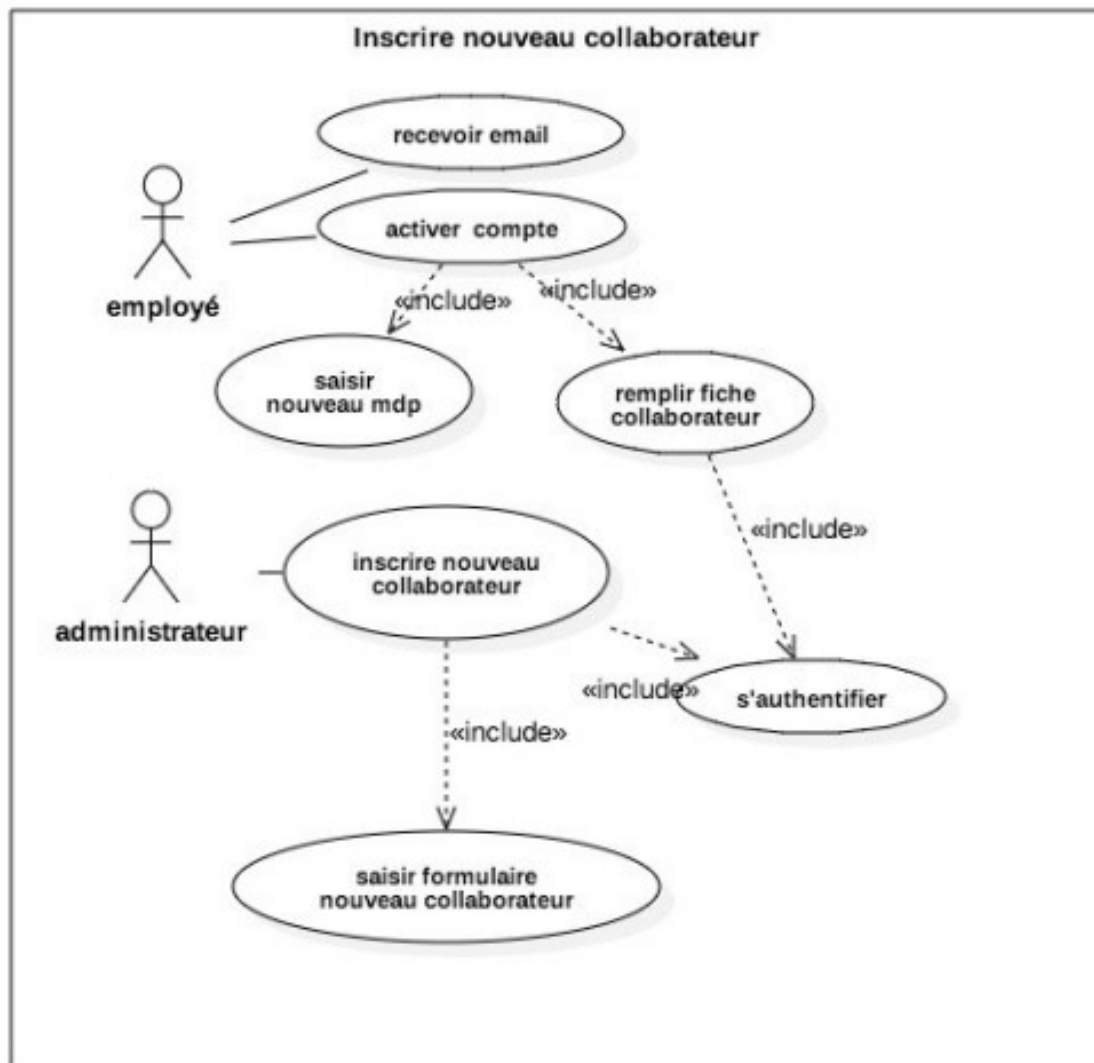 Inscrire nouveau collaborateur
recevoir email
activer compte
employé
«include»
«include»
saisir
nouveau mdp
remplir fiche
collaborateur
«include»
inscrire nouveau
collaborateur
administrateur
«include»
s'authentifier
«include»
saisir formulaire
nouveau collaborateur